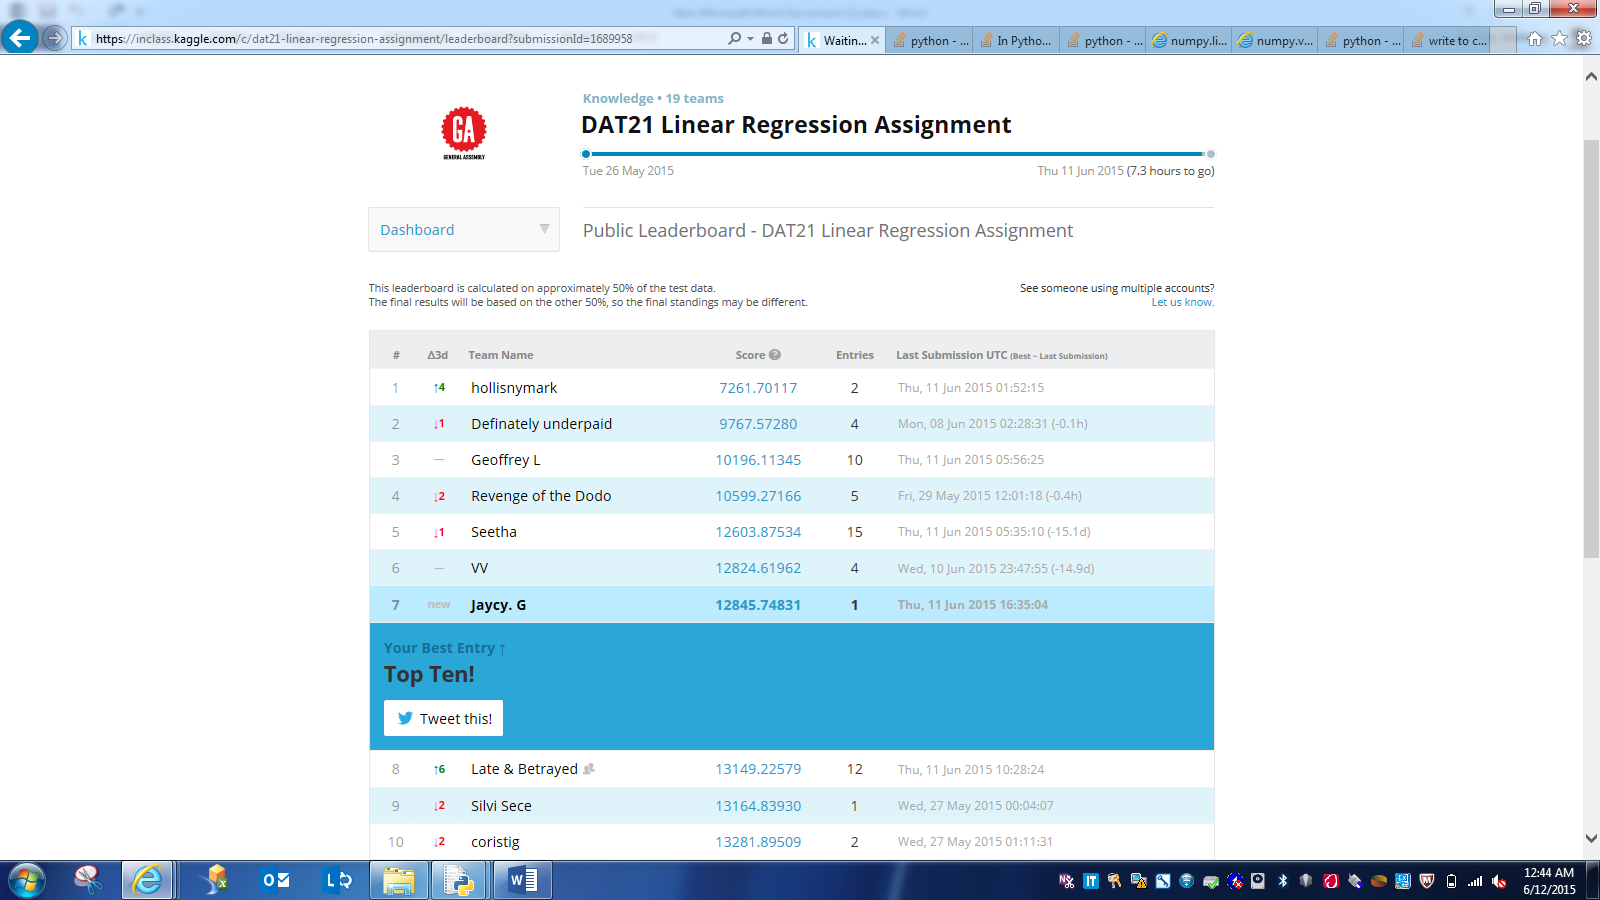 https://inclass.kaggle.com/c/dat21-linear-regression-assignment/leaderboard?submissionId=1689958
Waitin...
python - ...
In Pytho...
python - ...
numpy.li...
numpy.v...
python - ...
write to c...
GA
GENERAL ASSEMBLY
Knowledge • 19 teams
DAT21 Linear Regression Assignment
Tue 26 May 2015
Thu 11 Jun 2015 (7.3 hours to go)
Dashboard
Public Leaderboard - DAT21 Linear Regression Assignment
This leaderboard is calculated on approximately 50% of the test data.
The final results will be based on the other 50%, so the final standings may be different.
See someone using multiple accounts?
Let us know.
# Δ3d Team Name Score ? Entries Last Submission UTC (Best − Last Submission)
1 ↑4 hollisnymark 7261.70117 2 Thu, 11 Jun 2015 01:52:15
2 ↓1 Definately underpaid 9767.57280 4 Mon, 08 Jun 2015 02:28:31 (-0.1h)
3 — Geoffrey L 10196.11345 10 Thu, 11 Jun 2015 05:56:25
4 ↓2 Revenge of the Dodo 10599.27166 5 Fri, 29 May 2015 12:01:18 (-0.4h)
5 ↓1 Seetha 12603.87534 15 Thu, 11 Jun 2015 05:35:10 (-15.1d)
6 — VV 12824.61962 4 Wed, 10 Jun 2015 23:47:55 (-14.9d)
7 new Jaycy. G 12845.74831 1 Thu, 11 Jun 2015 16:35:04
Your Best Entry ↑
Top Ten!
Tweet this!
8 ↑6 Late & Betrayed 13149.22579 12 Thu, 11 Jun 2015 10:28:24
9 ↓2 Silvi Sece 13164.83930 1 Wed, 27 May 2015 00:04:07
10 ↓2 coristig 13281.89509 2 Wed, 27 May 2015 01:11:31
12:44 AM
6/12/2015